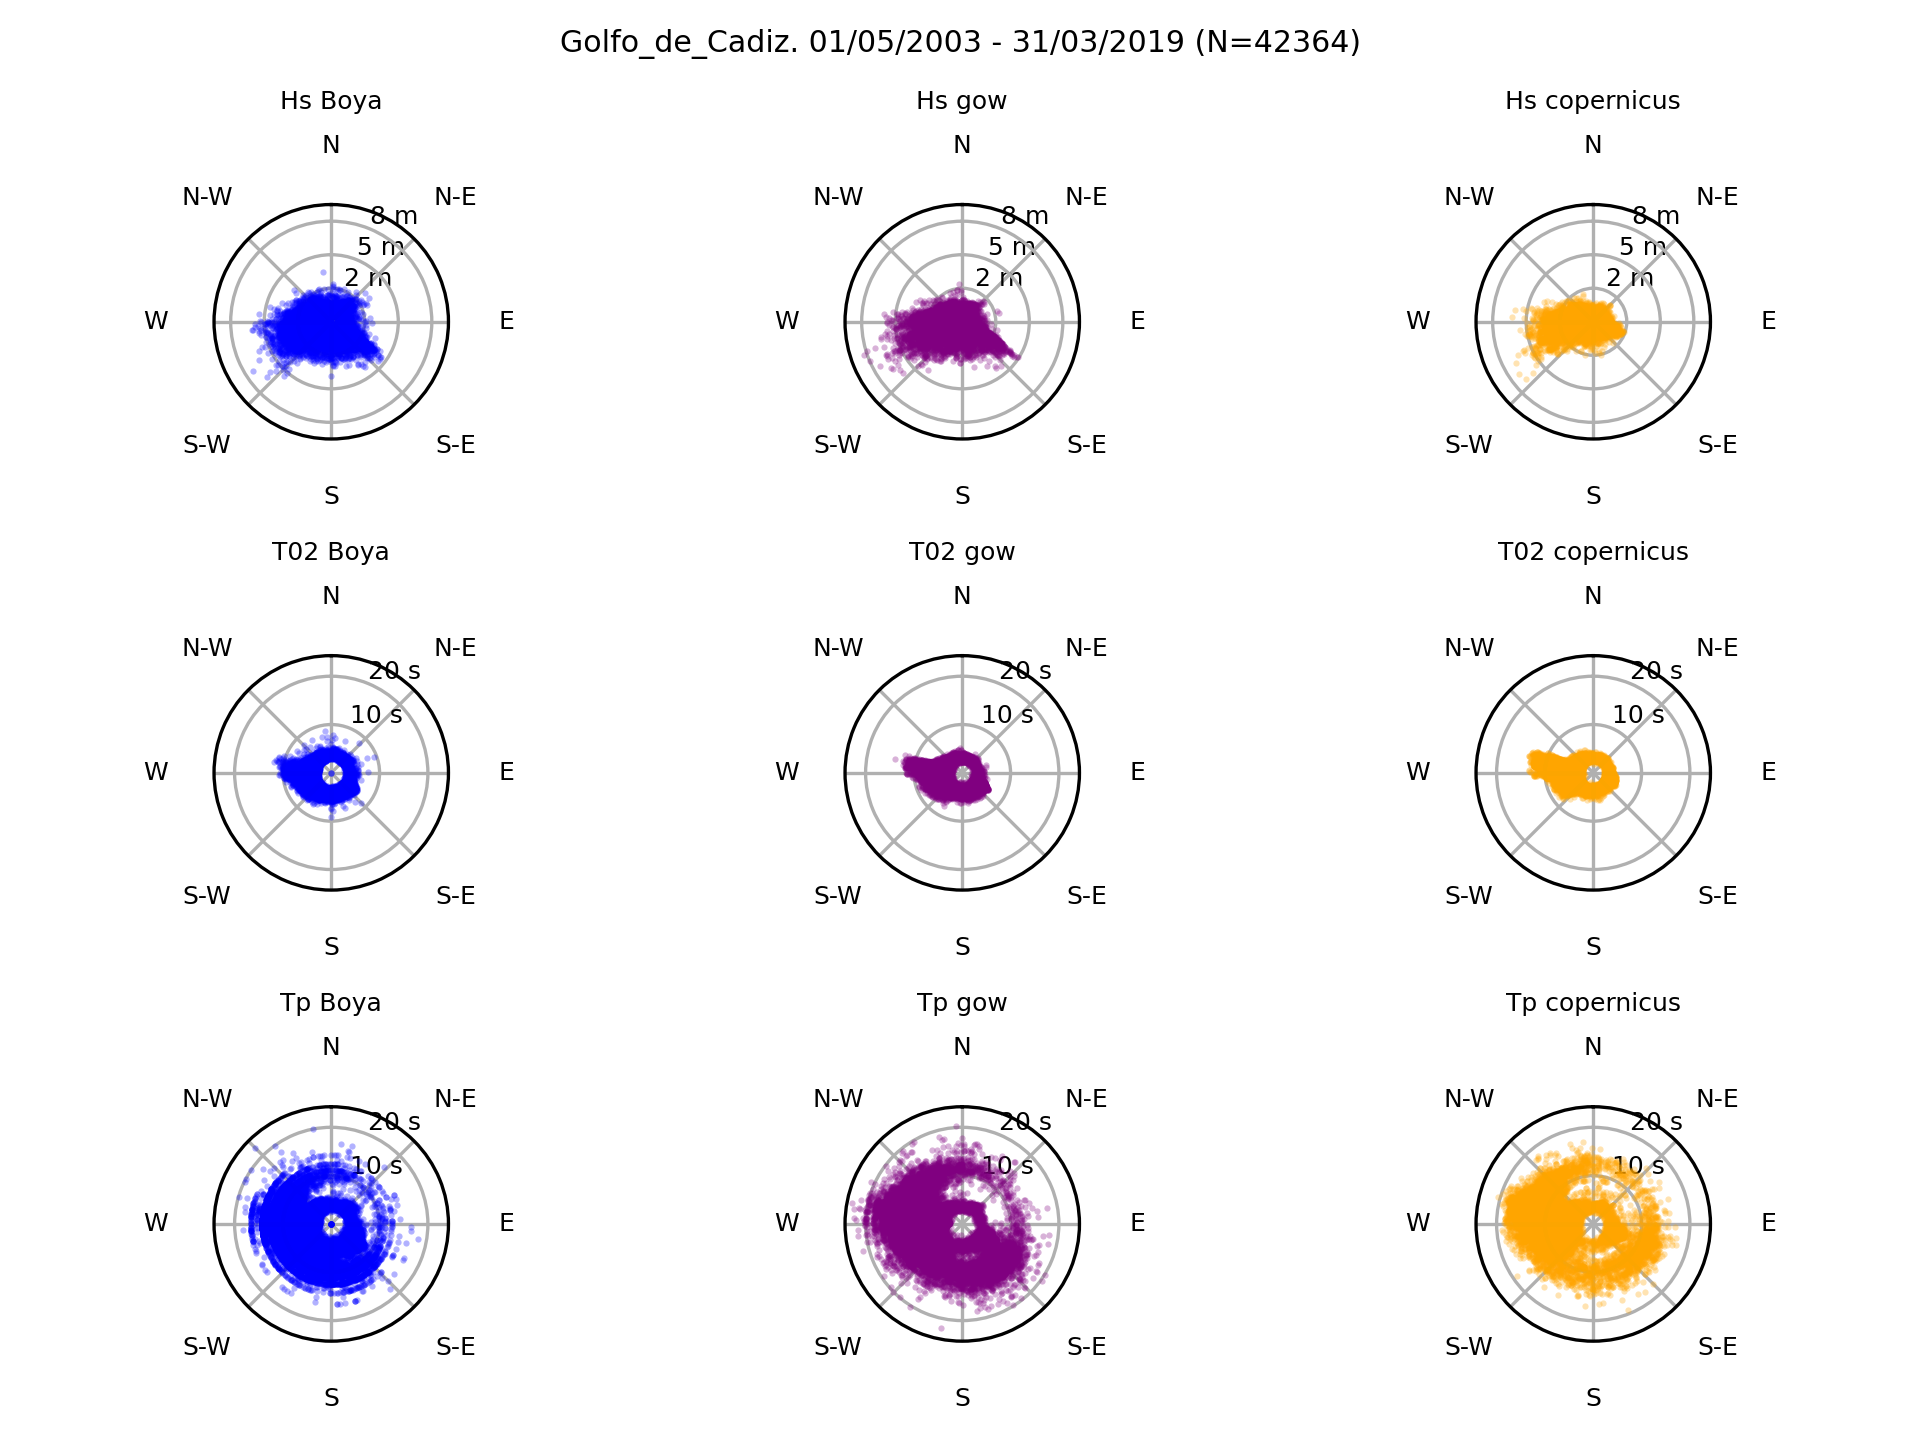 Golfo_de_Cadiz. 01/05/2003 - 31/03/2019 (N=42364)
Hs Boya
N
N-W
N-E
8 m
5 m
2 m
W
E
S-W
S-E
S
Hs gow
N
N-W
N-E
8 m
5 m
2 m
W
E
S-W
S-E
S
Hs copernicus
N
N-W
N-E
8 m
5 m
2 m
W
E
S-W
S-E
S
T02 Boya
N
N-W
N-E
20 s
10 s
W
E
S-W
S-E
S
T02 gow
N
N-W
N-E
20 s
10 s
W
E
S-W
S-E
S
T02 copernicus
N
N-W
N-E
20 s
10 s
W
E
S-W
S-E
S
Tp Boya
N
N-W
N-E
20 s
10 s
W
E
S-W
S-E
S
Tp gow
N
N-W
N-E
20 s
10 s
W
E
S-W
S-E
S
Tp copernicus
N
N-W
N-E
20 s
10 s
W
E
S-W
S-E
S